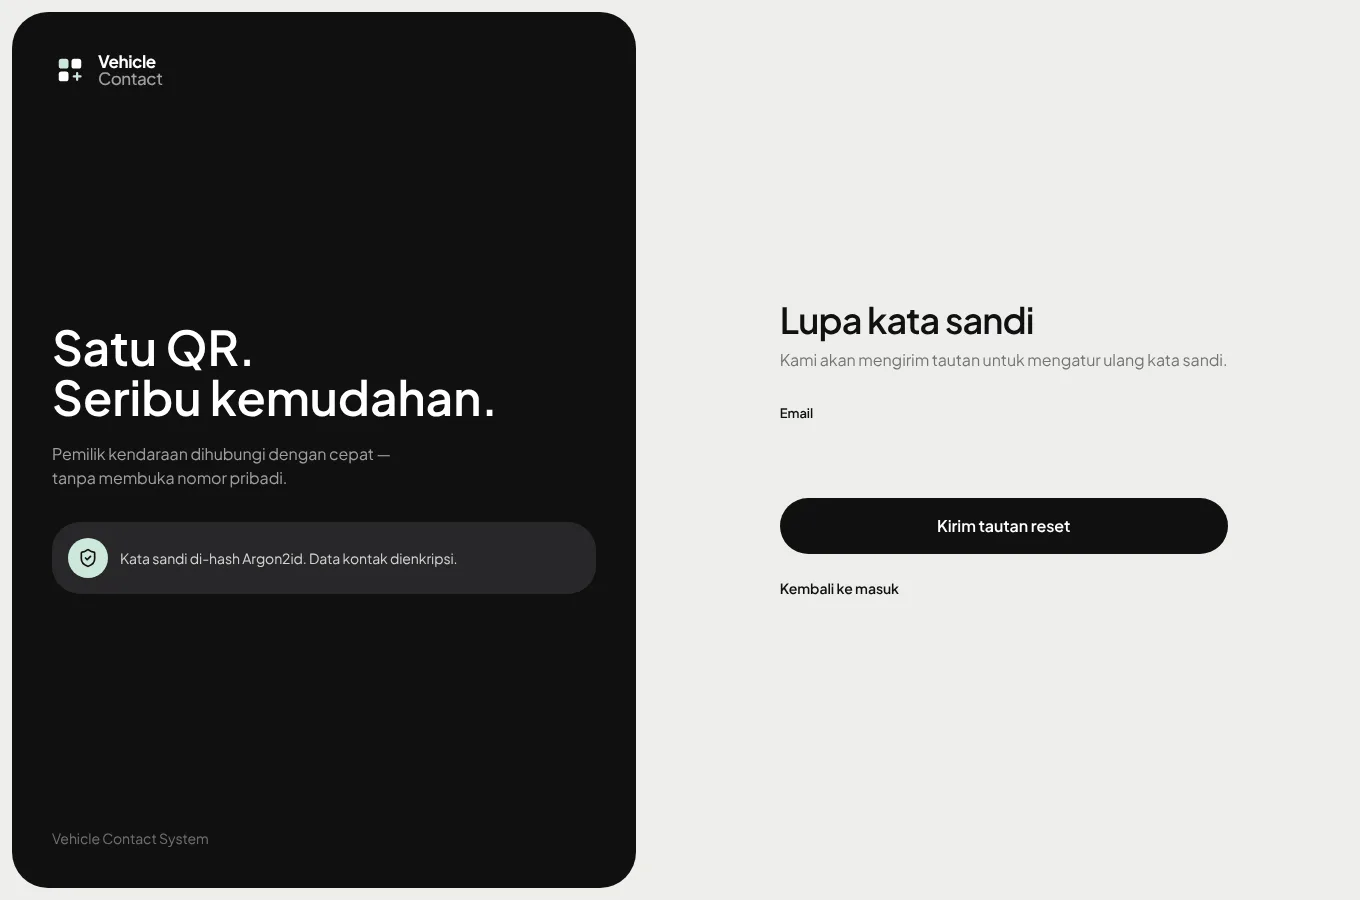 Vehicle
Contact
Satu QR.
Seribu kemudahan.
Pemilik kendaraan dihubungi dengan cepat —
tanpa membuka nomor pribadi.
Kata sandi di-hash Argon2id. Data kontak dienkripsi.
Vehicle Contact System
Lupa kata sandi
Kami akan mengirim tautan untuk mengatur ulang kata sandi.
Email
Kirim tautan reset
Kembali ke masuk